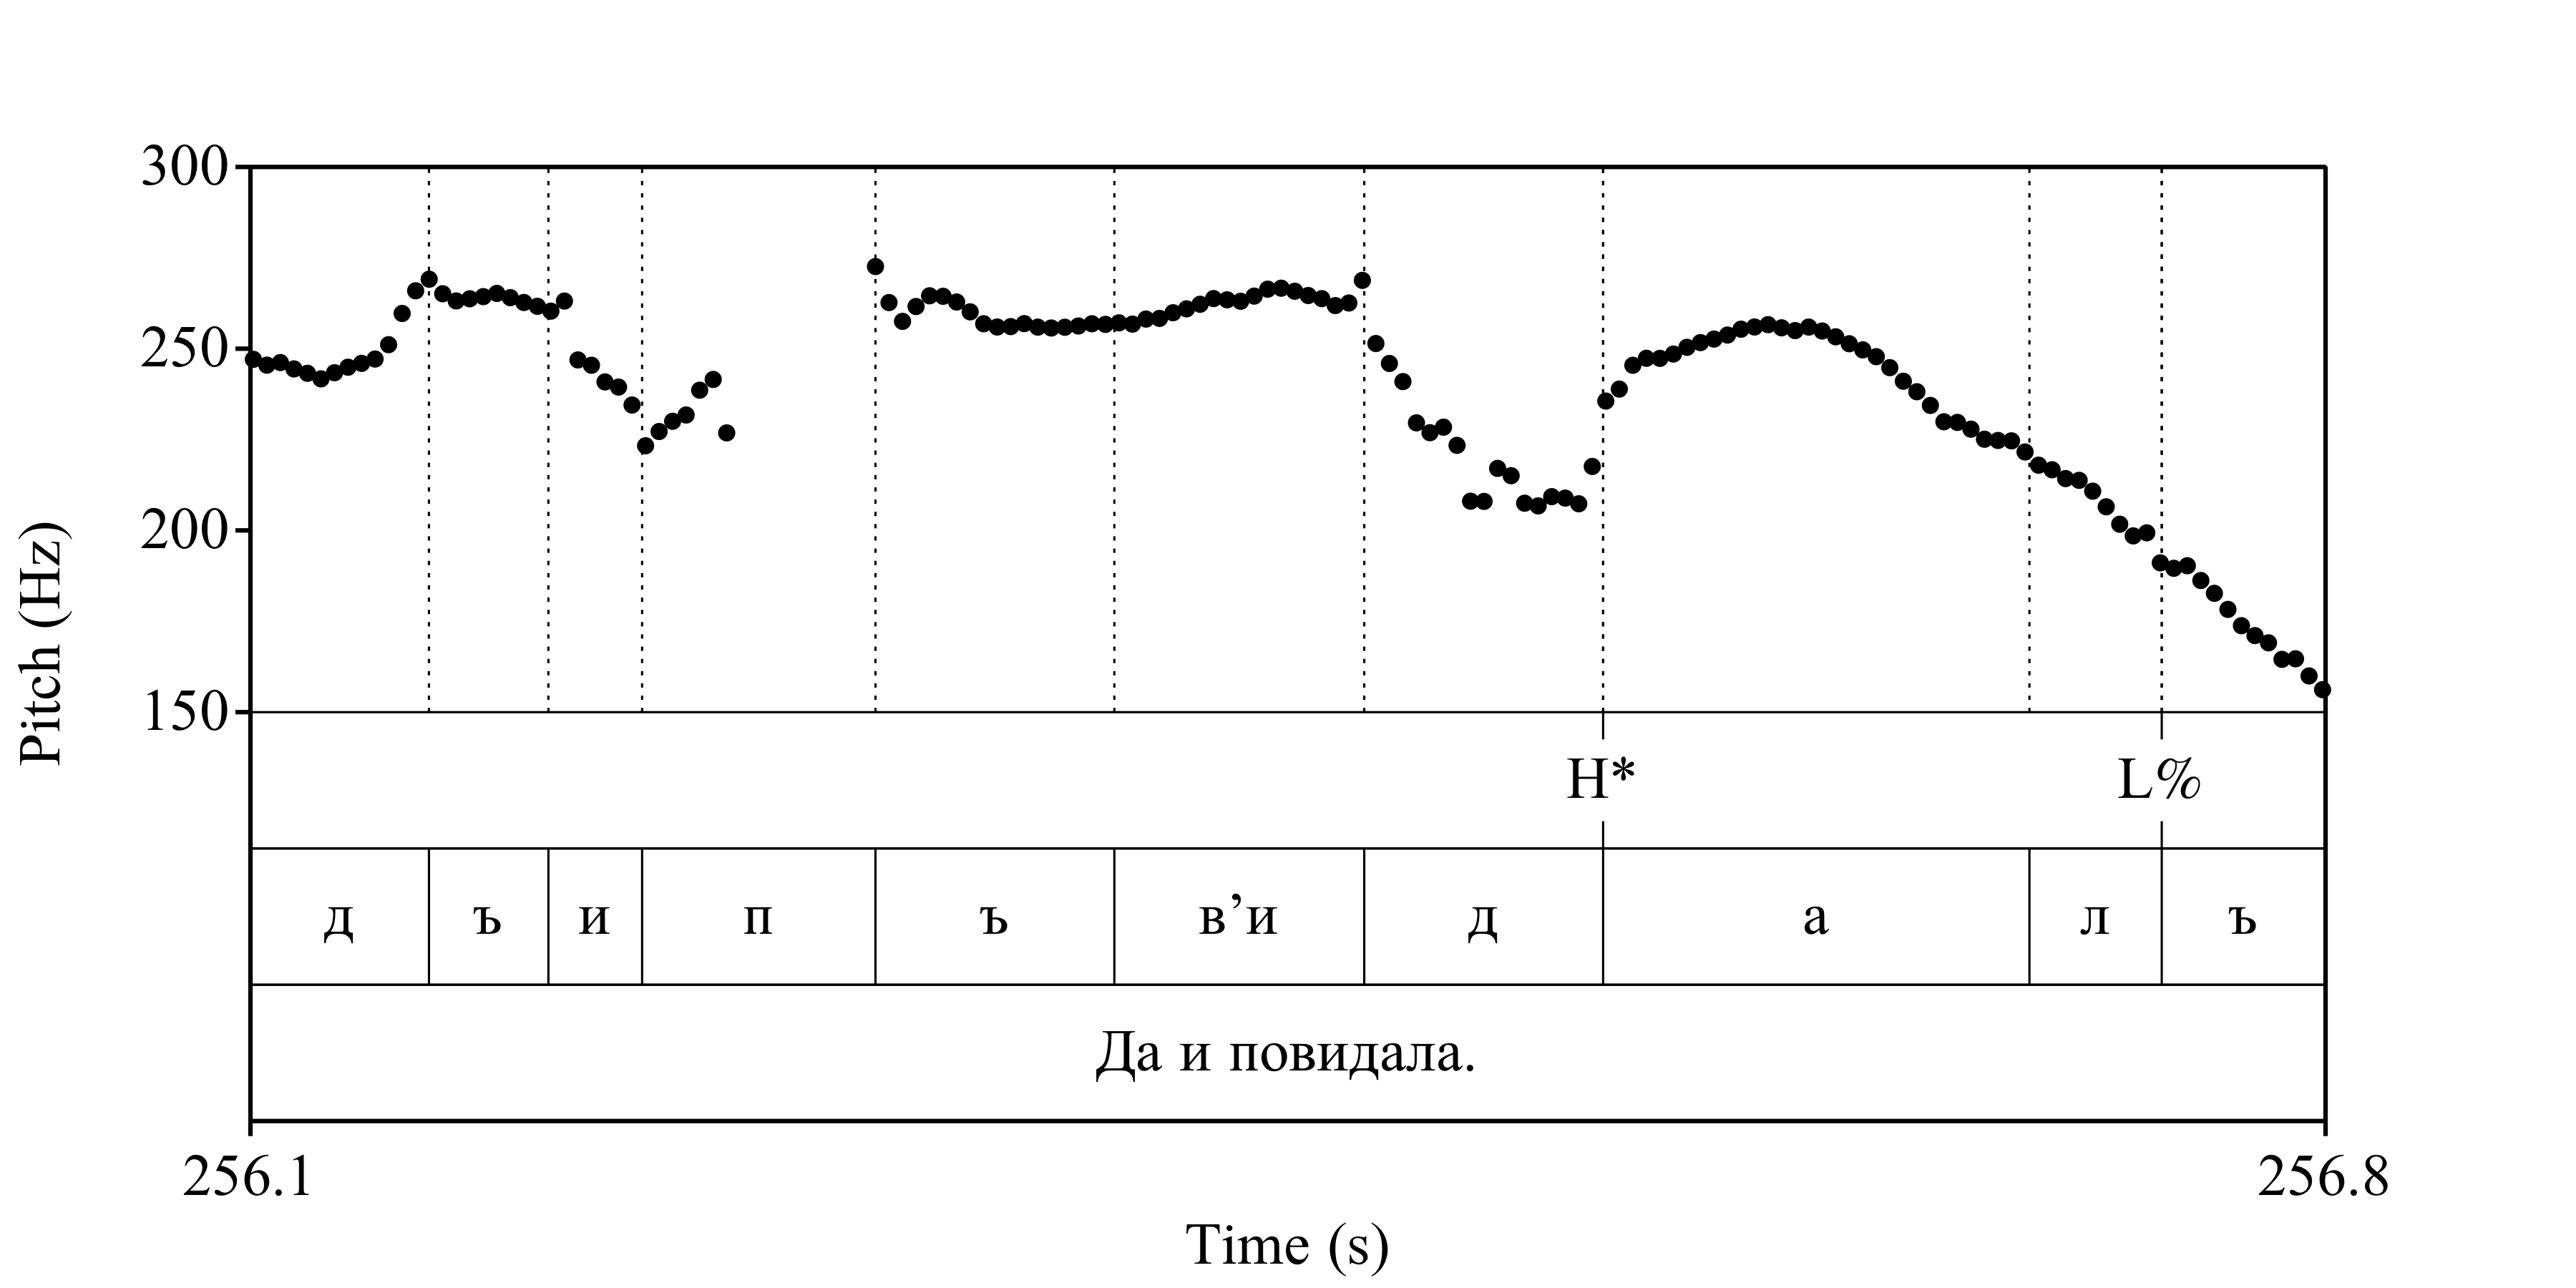 300
250
200
150
Pitch (Hz)
H* L%
д ъ и п ъ в’и д а л ъ
Да и повидала.
256.1 256.8
Time (s)